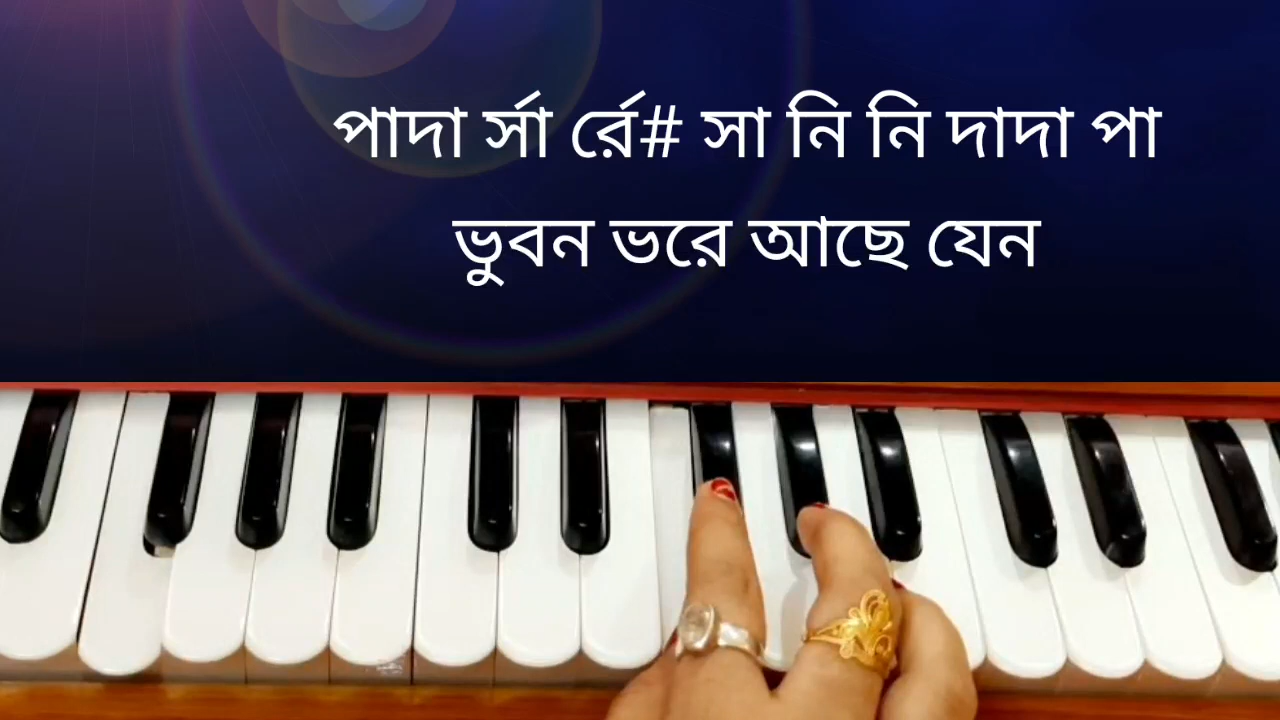 পাদা র্সা র্রে# সা নি নি দাদা পা
ভুবন ভরে আছে যেন